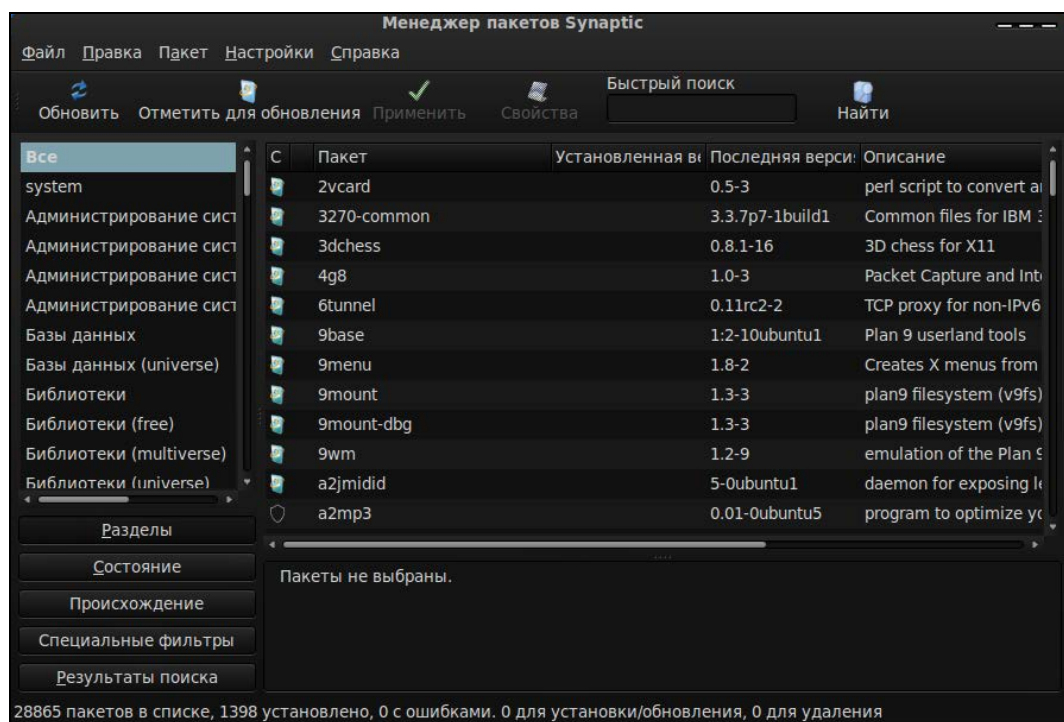 Менеджер пакетов Synaptic
Файл Правка Пакет Настройки Справка
Быстрый поиск
Обновить Отметить для обновления Применить Свойства Найти
Все
С Пакет Установленная ве Последняя верси Описание
system
2vcard 0.5-3 perl script to convert
Администрирование сист
3270-common 3.3.7p7-1build1 Common files for IBM
Администрирование сист
3dchess 0.8.1-16 3D chess for X11
Администрирование сист
4g8 1.0-3 Packet Capture and Int
Администрирование сист
6tunnel 0.11rc2-2 TCP proxy for non-IPv6
Базы данных
9base 1:2-10ubuntu1 Plan 9 userland tools
Базы данных (universe)
9menu 1.8-2 Creates X menus from
Библиотеки
9mount 1.3-3 plan9 filesystem (v9fs)
Библиотеки (free)
9mount-dbg 1.3-3 plan9 filesystem (v9fs)
Библиотеки (multiverse)
9wm 1.2-9 emulation of the Plan 9
Библиотеки (universe)
a2jmidid 5-0ubuntu1 daemon for exposing le
a2mp3 0.01-0ubuntu5 program to optimize yo
Разделы
Состояние
Происхождение
Специальные фильтры
Результаты поиска
Пакеты не выбраны.
28865 пакетов в списке, 1398 установлено, 0 с ошибками. 0 для установки/обновления, 0 для удаления